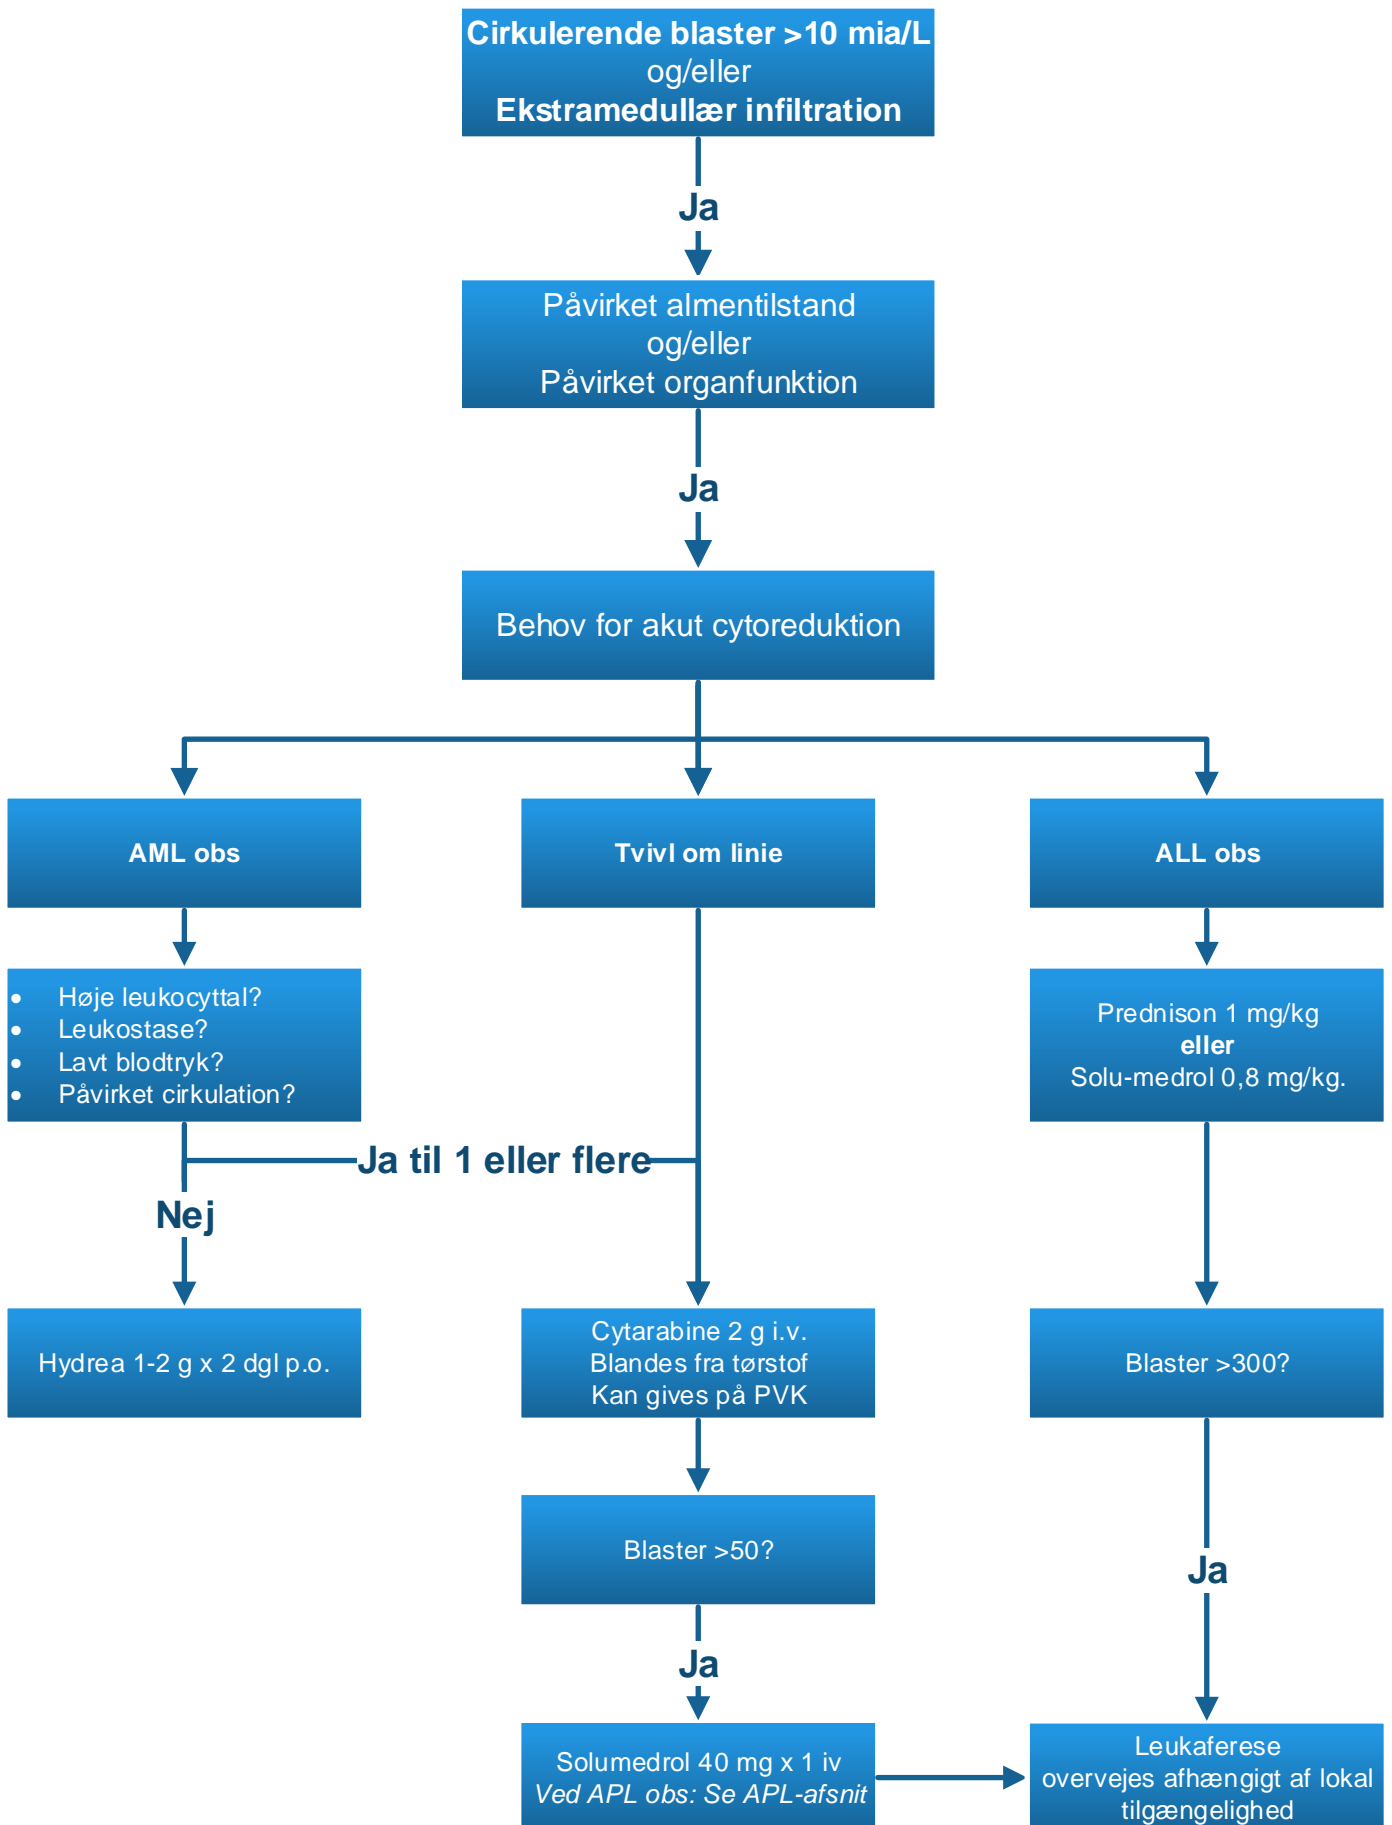 Cirkulerende blaster >10 mia/L
og/eller
Ekstramedullær infiltration
Ja
Påvirket almentilstand
og/eller
Påvirket organfunktion
Ja
Behov for akut cytoreduktion
AML obs
Tvivl om linie
ALL obs
• Høje leukocyttal?
• Leukostase?
• Lavt blodtryk?
• Påvirket cirkulation?
Prednison 1 mg/kg
eller
Solu-medrol 0,8 mg/kg.
Ja til 1 eller flere
Nej
Hydrea 1-2 g x 2 dgl p.o.
Cytarabine 2 g i.v.
Blandes fra tørstof
Kan gives på PVK
Blaster >300?
Blaster >50?
Ja
Ja
Solumedrol 40 mg x 1 iv
Ved APL obs: Se APL-afsnit
Leukaferese
overvejes afhængigt af lokal
tilgængelighed